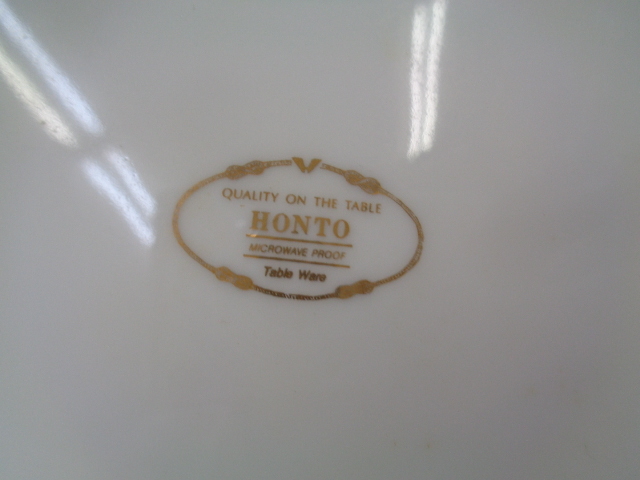 QUALITY ON THE TABLE
HONTO
MICROWAVE PROOF
Table Ware